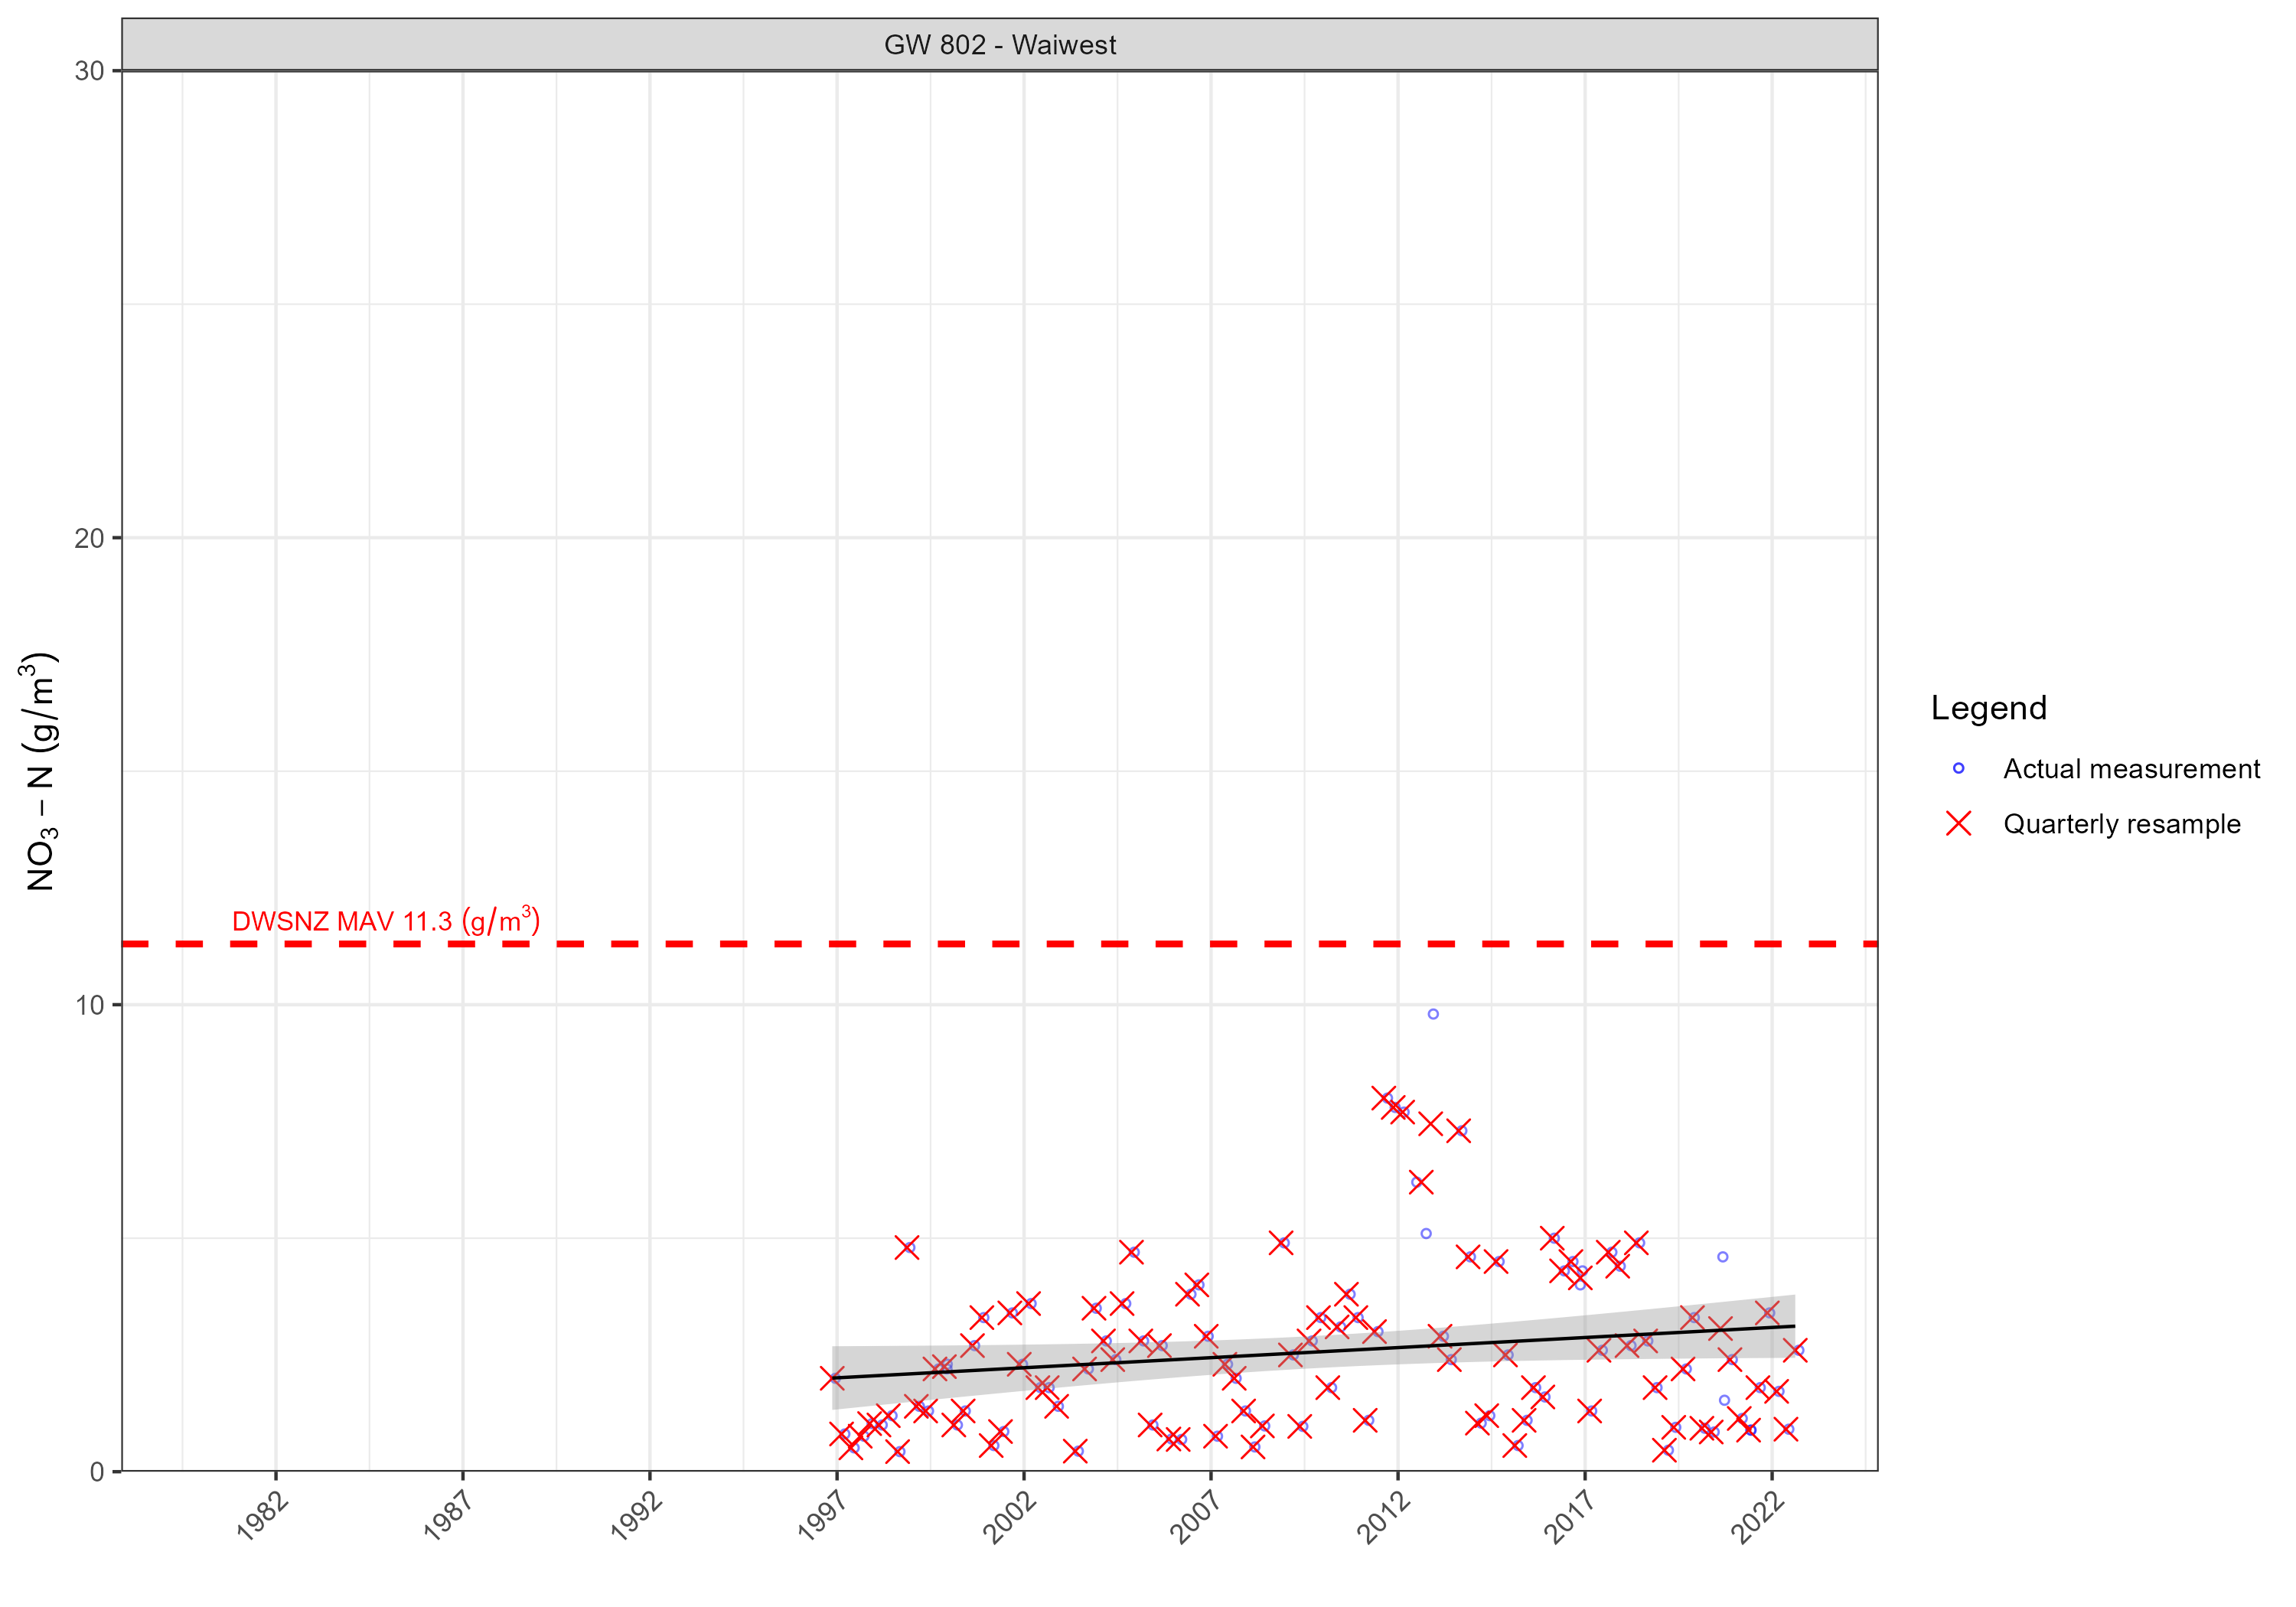 GW 802 - Waiwest
30
20
10
0
NO₃ – N (g/m³)
DWSNZ MAV 11.3 (g/m³)
1982
1987
1992
1997
2002
2007
2012
2017
2022
Legend
Actual measurement
Quarterly resample